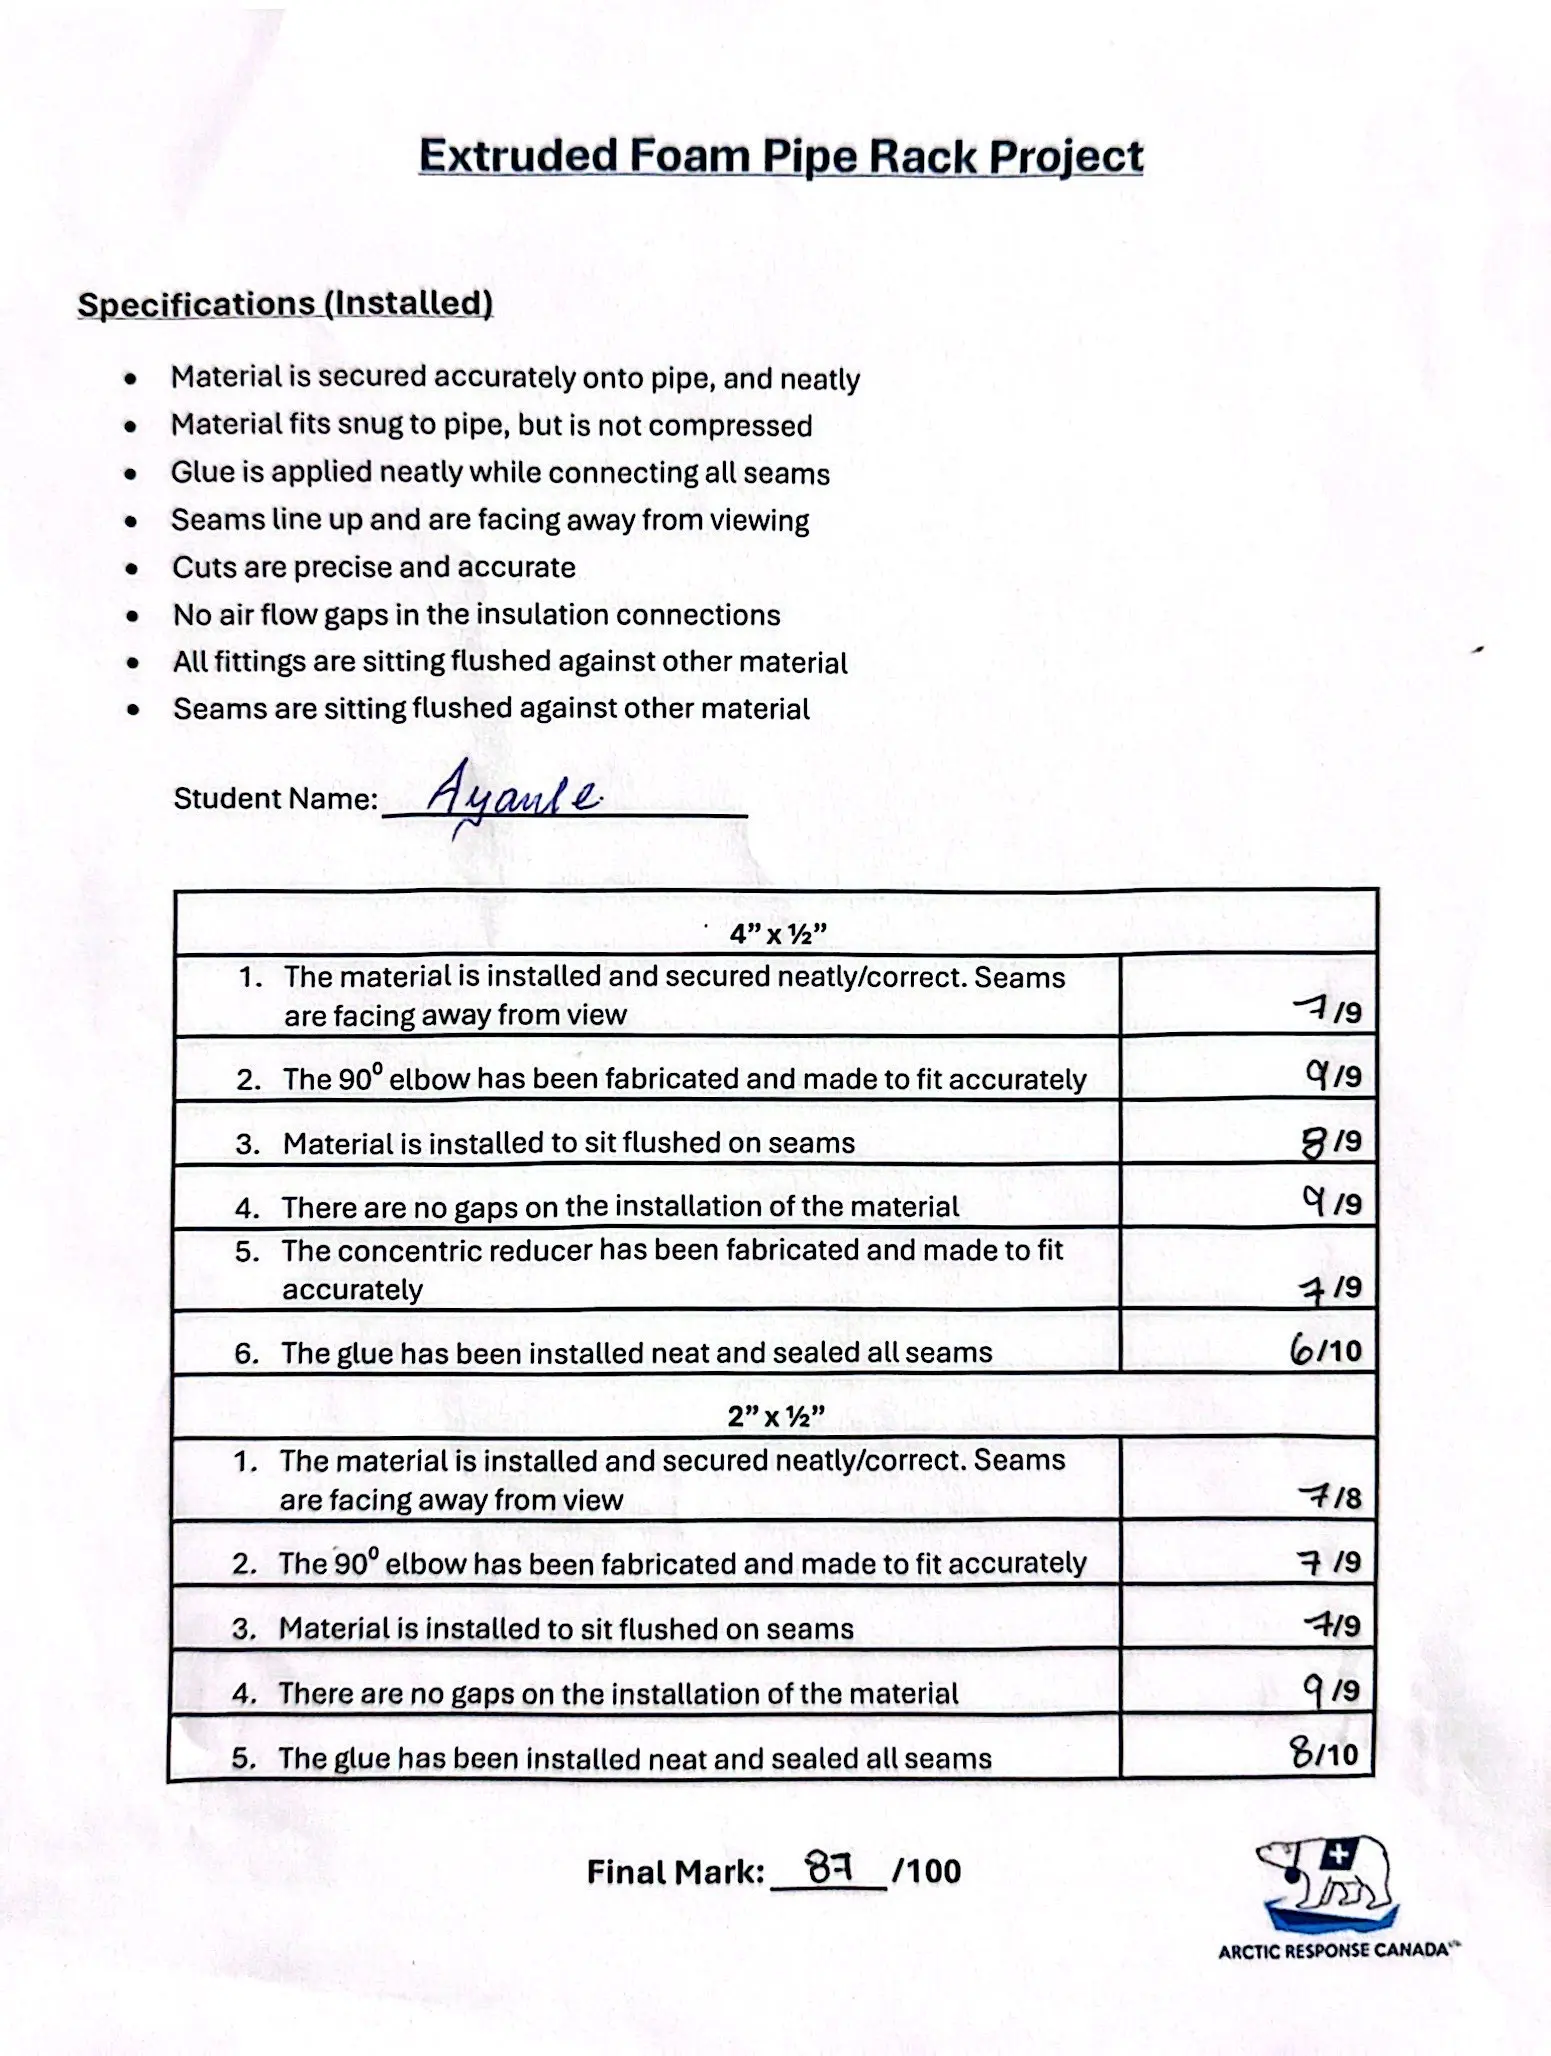 Extruded Foam Pipe Rack Project
Specifications (Installed)
• Material is secured accurately onto pipe, and neatly
• Material fits snug to pipe, but is not compressed
• Glue is applied neatly while connecting all seams
• Seams line up and are facing away from viewing
• Cuts are precise and accurate
• No air flow gaps in the insulation connections
• All fittings are sitting flushed against other material
• Seams are sitting flushed against other material
Student Name: Ayanle
4” x ½”
1. The material is installed and secured neatly/correct. Seams
are facing away from view 7/9
2. The 90⁰ elbow has been fabricated and made to fit accurately 9/9
3. Material is installed to sit flushed on seams 8/9
4. There are no gaps on the installation of the material 9/9
5. The concentric reducer has been fabricated and made to fit
accurately 7/9
6. The glue has been installed neat and sealed all seams 6/10
2” x ½”
1. The material is installed and secured neatly/correct. Seams
are facing away from view 7/8
2. The 90⁰ elbow has been fabricated and made to fit accurately 7/9
3. Material is installed to sit flushed on seams 7/9
4. There are no gaps on the installation of the material 9/9
5. The glue has been installed neat and sealed all seams 8/10
Final Mark: 87 /100
ARCTIC RESPONSE CANADA